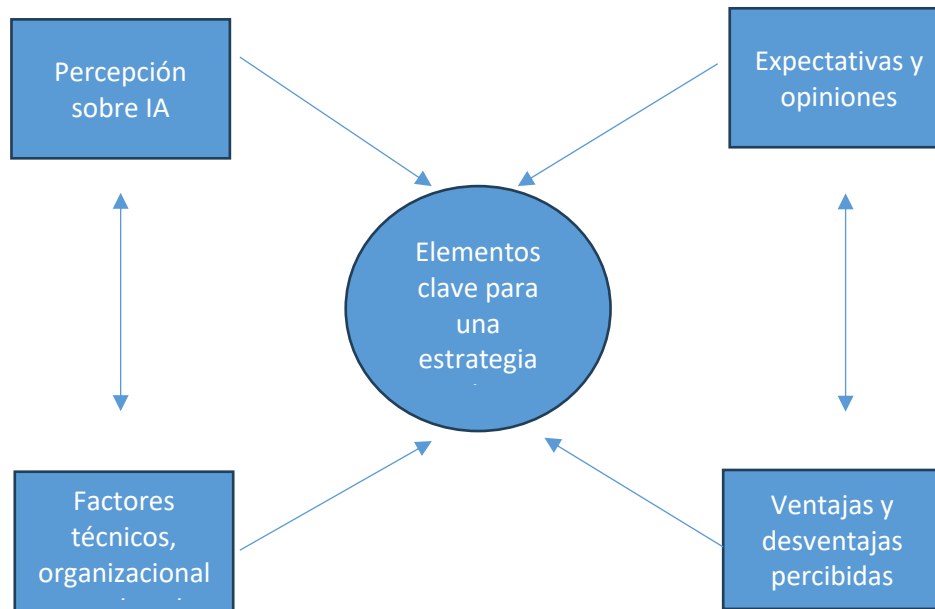 Percepción
sobre IA
Expectativas y
opiniones
Elementos
clave para
una
estrategia
Factores
técnicos,
organizacional
Ventajas y
desventajas
percibidas